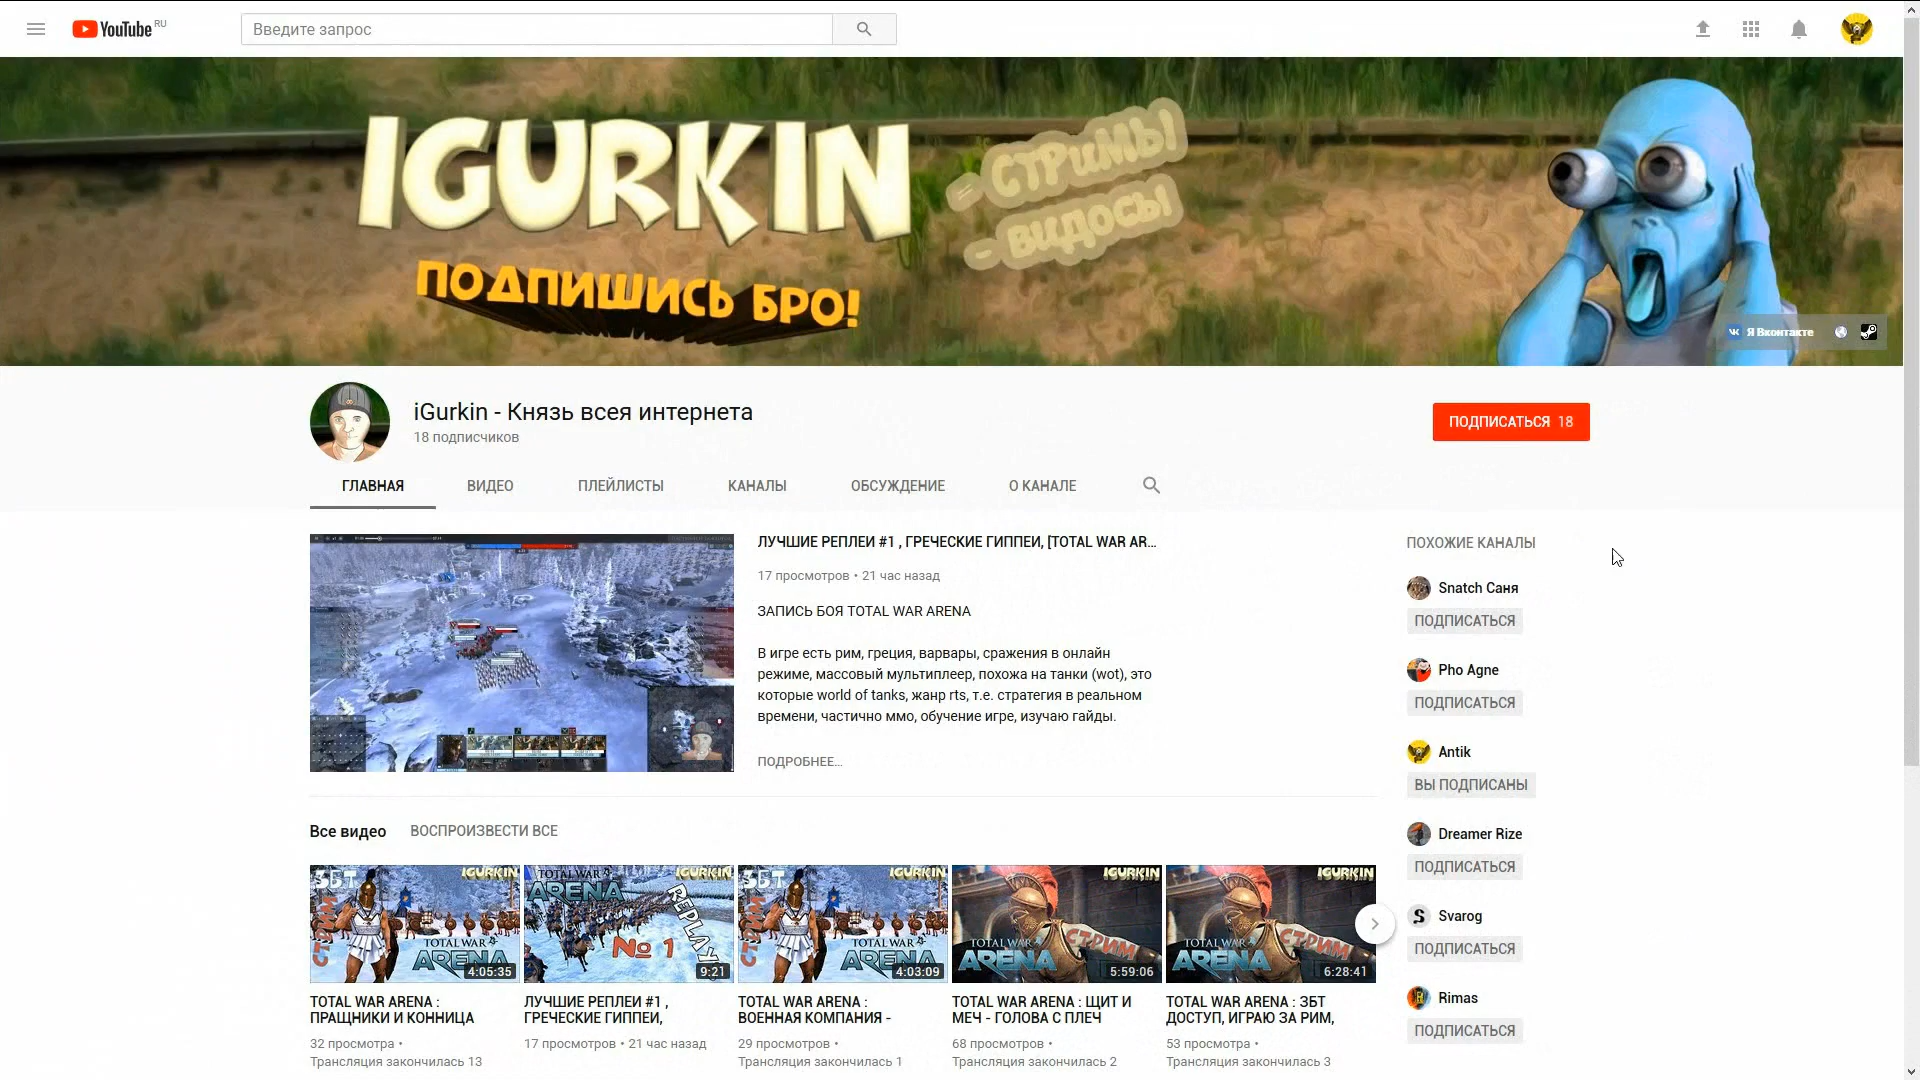 YouTube RU
Введите запрос
IGURKIN
- СТРИМЫ
- ВИДОСЫ
ПОДПИШИСЬ БРО!
Я Вконтакте
iGurkin - Князь всея интернета
18 подписчиков
ПОДПИСАТЬСЯ 18
ГЛАВНАЯ ВИДЕО ПЛЕЙЛИСТЫ КАНАЛЫ ОБСУЖДЕНИЕ О КАНАЛЕ
ЛУЧШИЕ РЕПЛЕИ #1 , ГРЕЧЕСКИЕ ГИППЕИ, [TOTAL WAR AR...
17 просмотров • 21 час назад
ЗАПИСЬ БОЯ TOTAL WAR ARENA
В игре есть рим, греция, варвары, сражения в онлайн
режиме, массовый мультиплеер, похожа на танки (wot), это
которые world of tanks, жанр rts, т.е. стратегия в реальном
времени, частично ммо, обучение игре, изучаю гайды.
ПОДРОБНЕЕ...
ПОХОЖИЕ КАНАЛЫ
Snatch Саня
ПОДПИСАТЬСЯ
Pho Agne
ПОДПИСАТЬСЯ
Antik
ВЫ ПОДПИСАНЫ
Dreamer Rize
ПОДПИСАТЬСЯ
Svarog
ПОДПИСАТЬСЯ
Rimas
ПОДПИСАТЬСЯ
Все видео ВОСПРОИЗВЕСТИ ВСЕ
ЗБТ
IGURKIN
СТРИМ
TOTAL WAR
ARENA
4:05:35
TOTAL WAR ARENA :
ПРАЩНИКИ И КОННИЦА
32 просмотра •
Трансляция закончилась 13
TOTAL WAR
ARENA
IGURKIN
REPLAY
№ 1
9:21
ЛУЧШИЕ РЕПЛЕИ #1 ,
ГРЕЧЕСКИЕ ГИППЕИ,
17 просмотров • 21 час назад
ЗБТ
IGURKIN
СТРИМ
TOTAL WAR
ARENA
4:03:09
TOTAL WAR ARENA :
ВОЕННАЯ КОМПАНИЯ -
29 просмотров •
Трансляция закончилась 1
IGURKIN
TOTAL WAR
ARENA
СТРИМ
5:59:06
TOTAL WAR ARENA : ЩИТ И
МЕЧ - ГОЛОВА С ПЛЕЧ
68 просмотров •
Трансляция закончилась 2
IGURKIN
TOTAL WAR
ARENA
СТРИМ
6:28:41
TOTAL WAR ARENA : ЗБТ
ДОСТУП, ИГРАЮ ЗА РИМ,
53 просмотра •
Трансляция закончилась 3